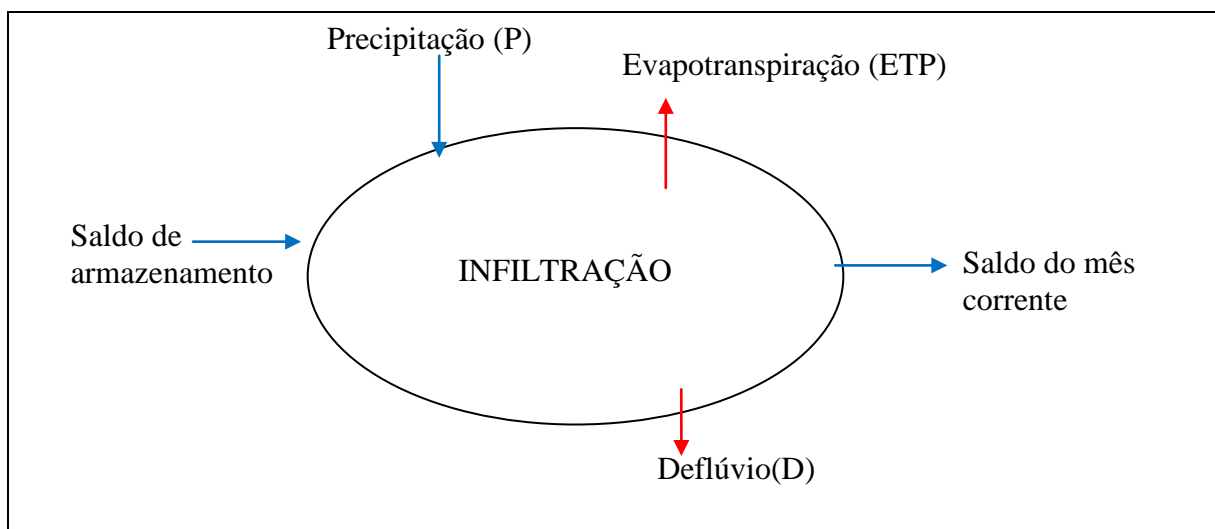 Precipitação (P)
Evapotranspiração (ETP)
Saldo de
armazenamento
INFILTRAÇÃO
Saldo do mês
corrente
Deflúvio(D)